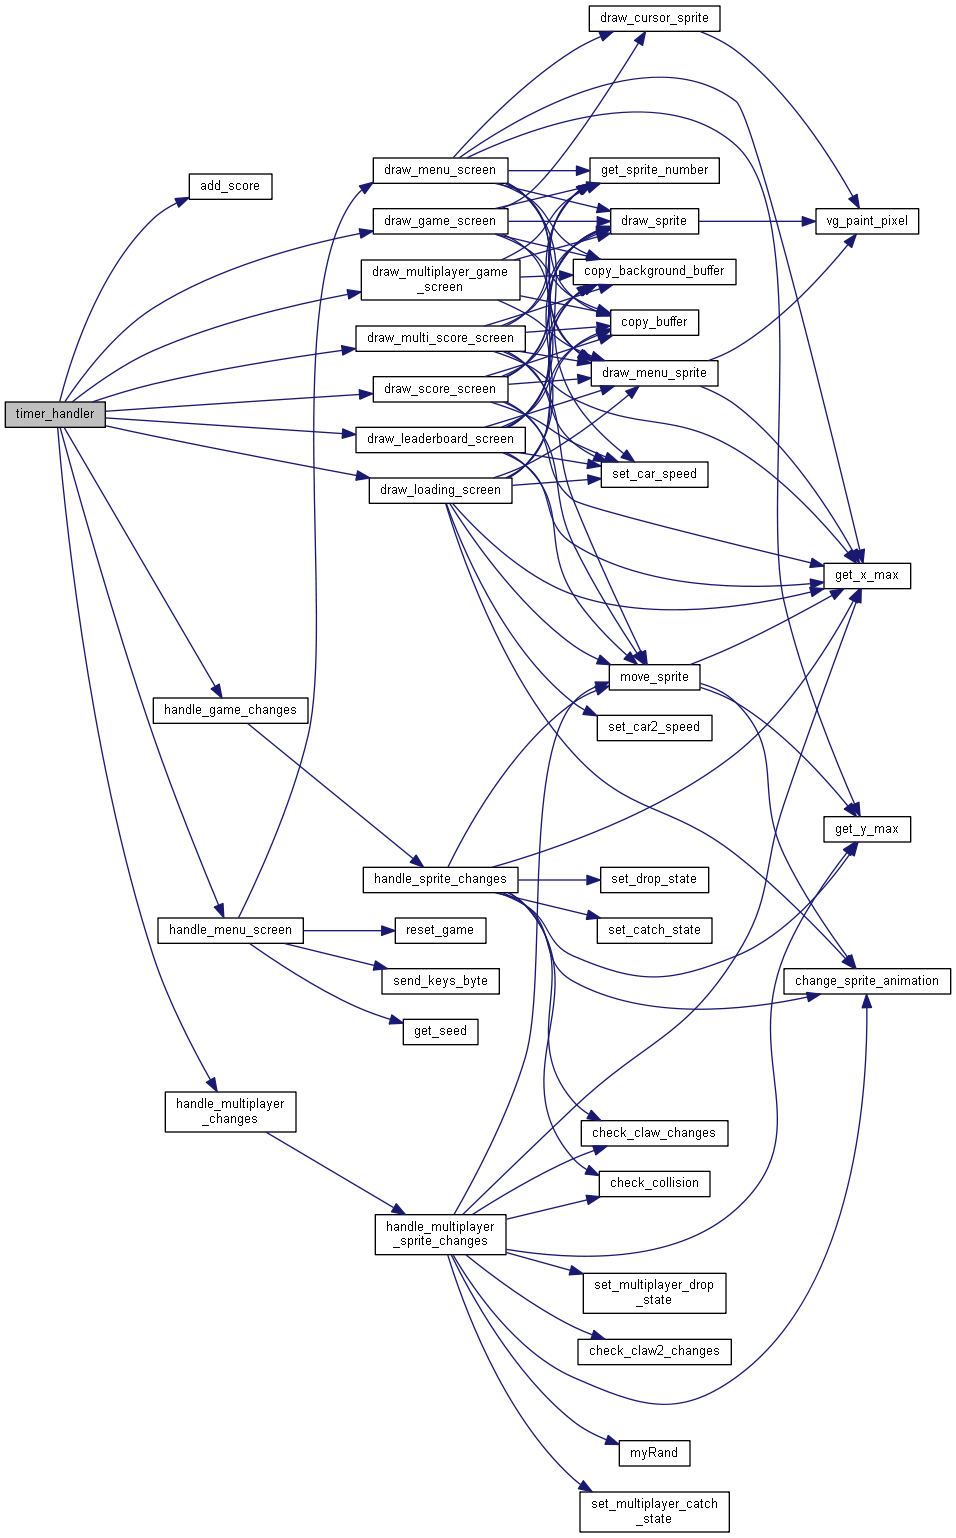 draw_cursor_sprite
draw_menu_screen
get_sprite_number
add_score
draw_game_screen
draw_sprite
vg_paint_pixel
draw_multiplayer_game
_screen
copy_background_buffer
draw_multi_score_screen
copy_buffer
draw_score_screen
draw_menu_sprite
timer_handler
draw_leaderboard_screen
set_car_speed
draw_loading_screen
get_x_max
move_sprite
handle_game_changes
set_car2_speed
get_y_max
handle_sprite_changes
set_drop_state
handle_menu_screen
reset_game
set_catch_state
send_keys_byte
change_sprite_animation
get_seed
handle_multiplayer
_changes
check_claw_changes
check_collision
handle_multiplayer
_sprite_changes
set_multiplayer_drop
_state
check_claw2_changes
myRand
set_multiplayer_catch
_state